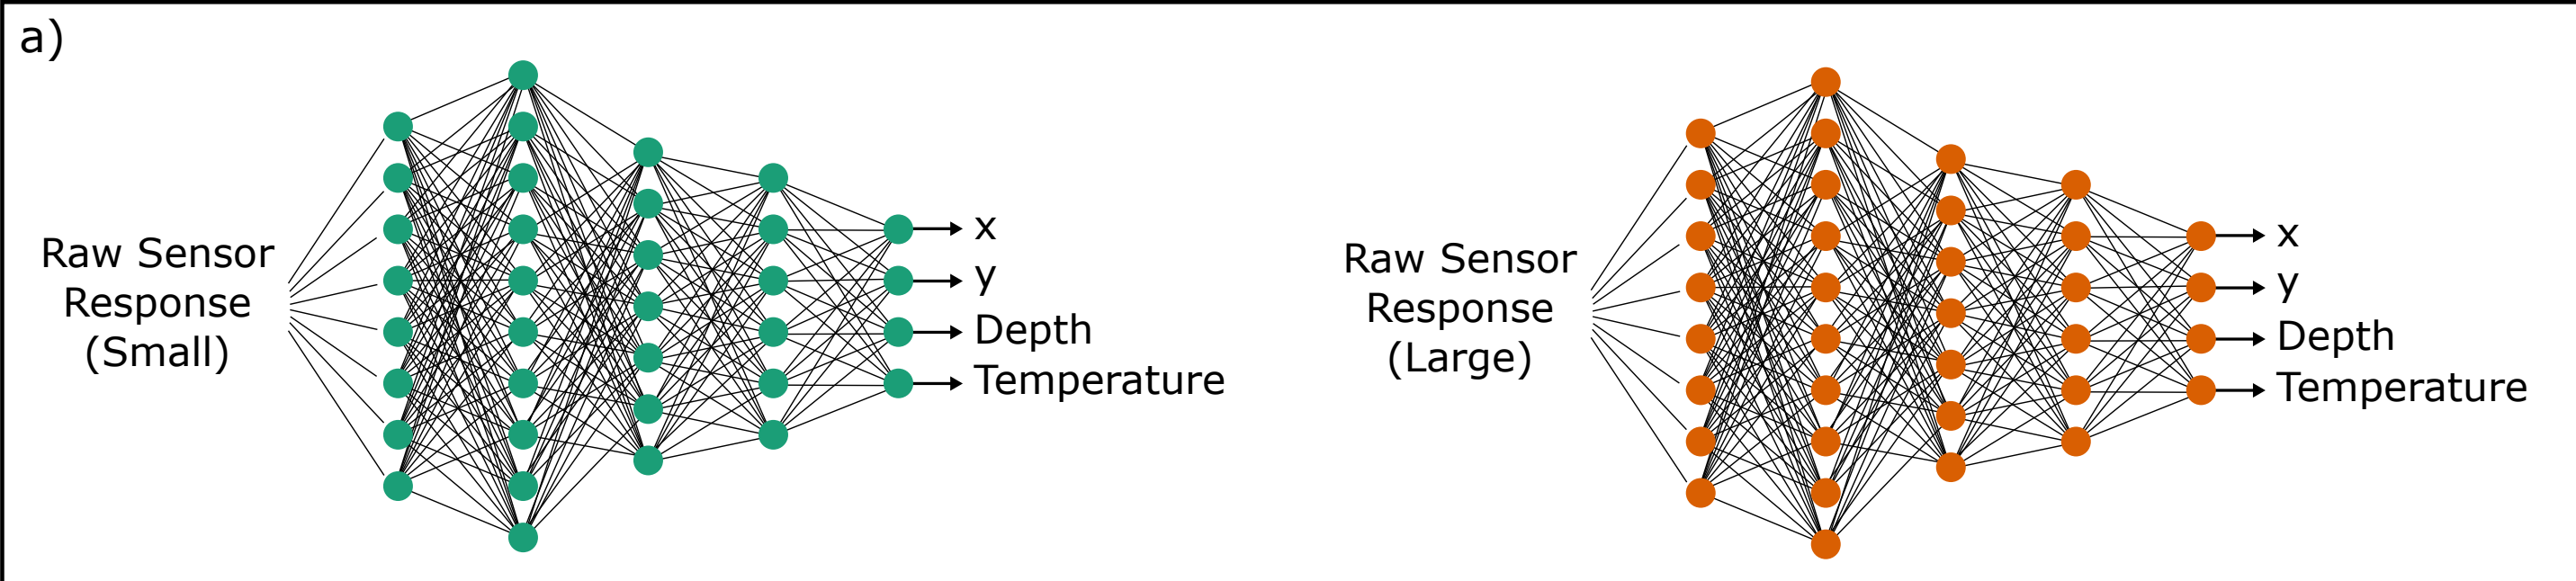 a)
Raw Sensor
Response
(Small)
x
y
Depth
Temperature
Raw Sensor
Response
(Large)
x
y
Depth
Temperature